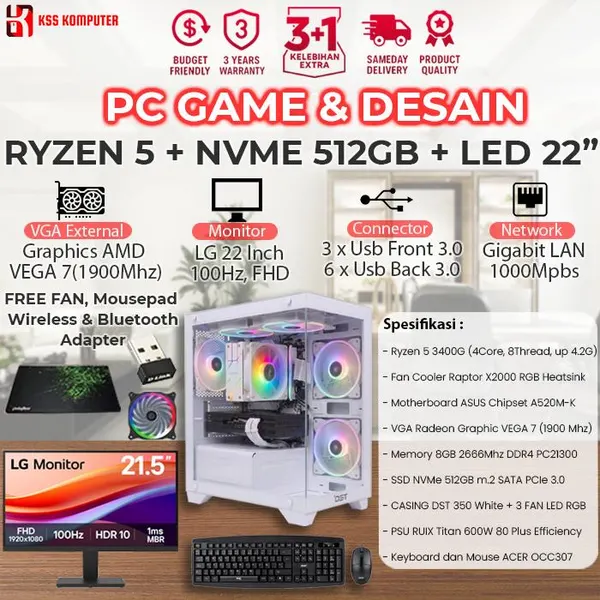 KSS KOMPUTER
BUDGET
FRIENDLY
3
3 YEARS
WARRANTY
3+1
KELEBIHAN
EXTRA
SAMEDAY
DELIVERY
PRODUCT
QUALITY
PC GAME & DESAIN
RYZEN 5 + NVME 512GB + LED 22”
VGA External
Graphics AMD
VEGA 7(1900Mhz)
Monitor
LG 22 Inch
100Hz, FHD
Connector
3 x Usb Front 3.0
6 x Usb Back 3.0
Network
Gigabit LAN
1000Mpbs
FREE FAN, Mousepad
Wireless & Bluetooth
Adapter
D-Link
DST
LG Monitor
21.5"
FHD
1920x1080
100Hz
HDR 10
1ms
MBR
Spesifikasi :
- Ryzen 5 3400G (4Core, 8Thread, up 4.2G)
- Fan Cooler Raptor X2000 RGB Heatsink
- Motherboard ASUS Chipset A520M-K
- VGA Radeon Graphic VEGA 7 (1900 Mhz)
- Memory 8GB 2666Mhz DDR4 PC21300
- SSD NVMe 512GB m.2 SATA PCIe 3.0
- CASING DST 350 White + 3 FAN LED RGB
- PSU RUIX Titan 600W 80 Plus Efficiency
- Keyboard dan Mouse ACER OCC307